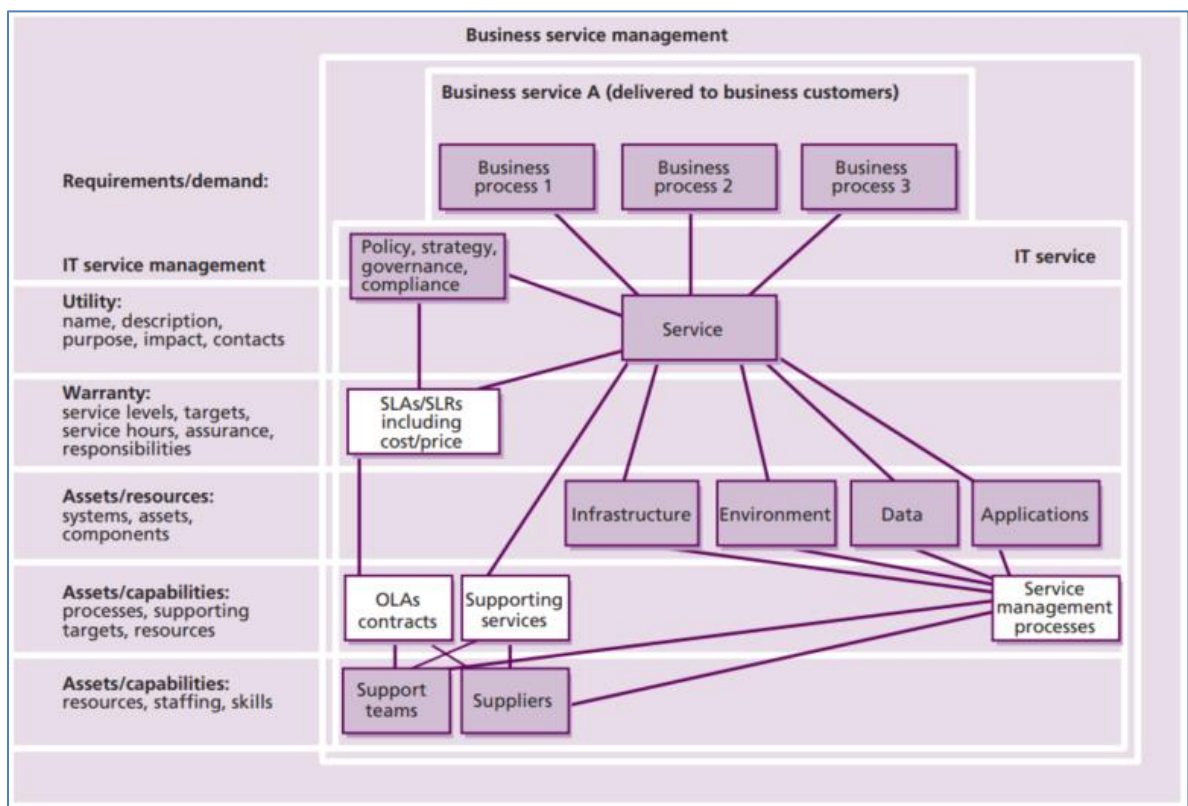 Business service management
Business service A (delivered to business customers)
Requirements/demand:
Business
process 1
Business
process 2
Business
process 3
IT service management
Policy, strategy,
governance,
compliance
IT service
Utility:
name, description,
purpose, impact, contacts
Service
Warranty:
service levels, targets,
service hours, assurance,
responsibilities
SLAs/SLRs
including
cost/price
Assets/resources:
systems, assets,
components
Infrastructure
Environment
Data
Applications
Assets/capabilities:
processes, supporting
targets, resources
OLAs
contracts
Supporting
services
Service
management
processes
Assets/capabilities:
resources, staffing, skills
Support
teams
Suppliers